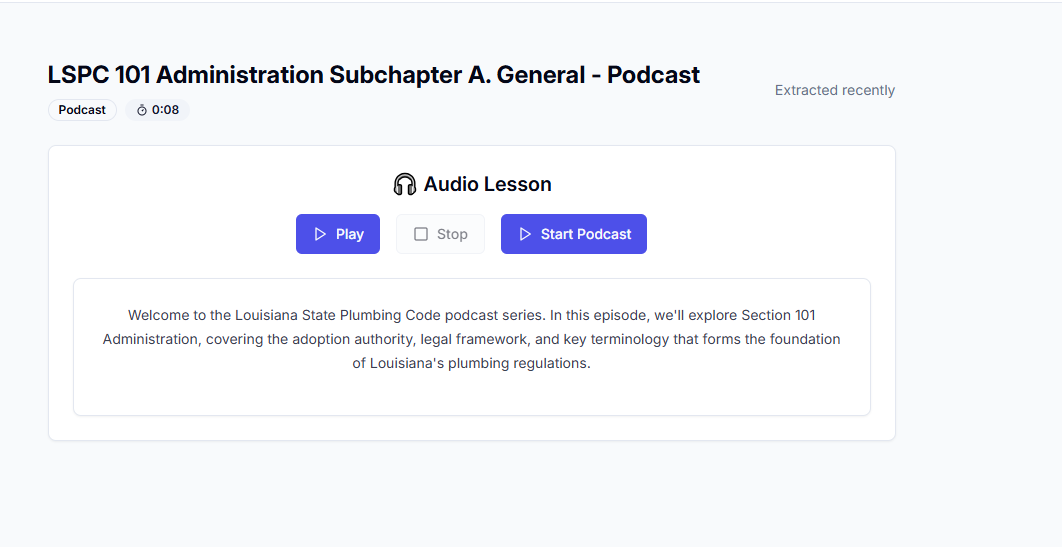 LSPC 101 Administration Subchapter A. General - Podcast
Extracted recently
Podcast
0:08
Audio Lesson
Play
Stop
Start Podcast
Welcome to the Louisiana State Plumbing Code podcast series. In this episode, we'll explore Section 101
Administration, covering the adoption authority, legal framework, and key terminology that forms the foundation
of Louisiana's plumbing regulations.